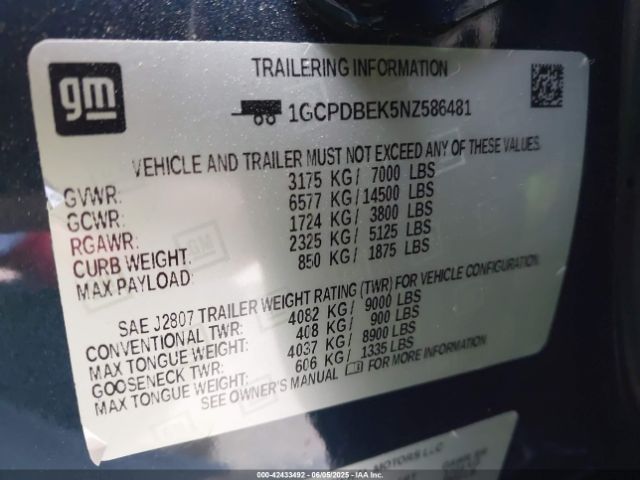 gm
TRAILERING INFORMATION
1GCPDBEK5NZ586481
VEHICLE AND TRAILER MUST NOT EXCEED ANY OF THESE VALUES.
GVWR: 3175 KG/ 7000 LBS
GCWR: 6577 KG/ 14500 LBS
RGAWR: 1724 KG/ 3800 LBS
CURB WEIGHT: 2325 KG/ 5125 LBS
MAX PAYLOAD: 850 KG/ 1875 LBS
SAE J2807 TRAILER WEIGHT RATING (TWR) FOR VEHICLE CONFIGURATION.
CONVENTIONAL TWR: 4082 KG/ 9000 LBS
MAX TONGUE WEIGHT: 408 KG/ 900 LBS
GOOSENECK TWR: 4037 KG/ 8900 LBS
MAX TONGUE WEIGHT: 606 KG/ 1335 LBS
SEE OWNER'S MANUAL FOR MORE INFORMATION
MOTORS LLC
000-42433492 - 06/05/2025 - IAA Inc.